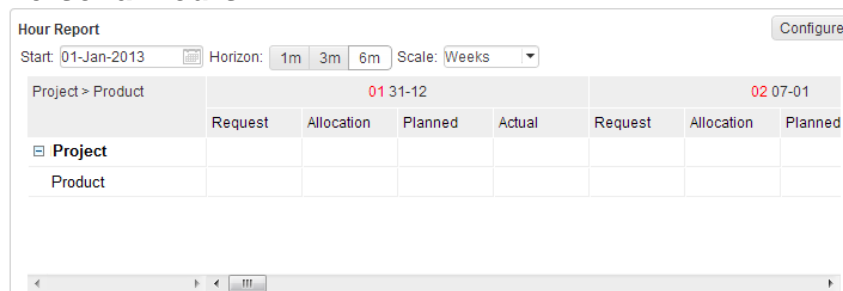 Hour Report
Configure
Start: 01-Jan-2013 Horizon: 1m 3m 6m Scale: Weeks
Project > Product 01 31-12 02 07-01
Request Allocation Planned Actual Request Allocation Planned
Project
Product